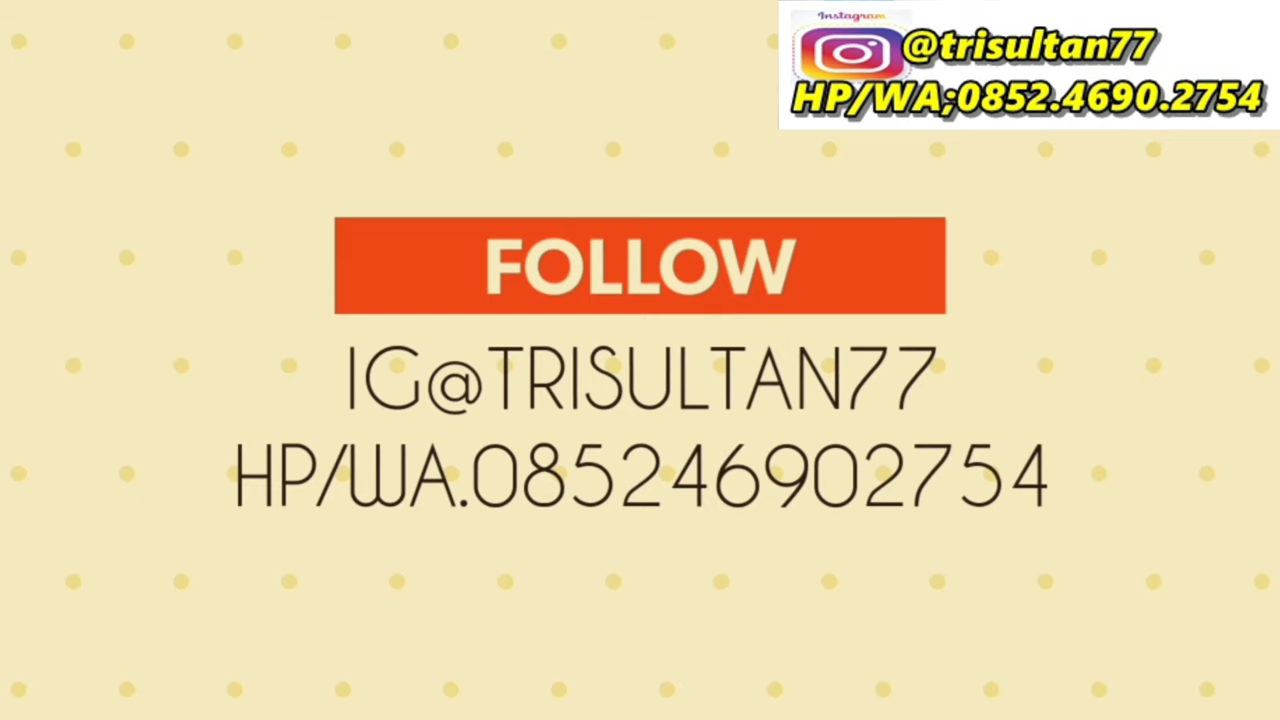 Instagram
@trisultan77
HP/WA;0852.4690.2754
FOLLOW
IG@TRISULTAN77
HP/WA.085246902754